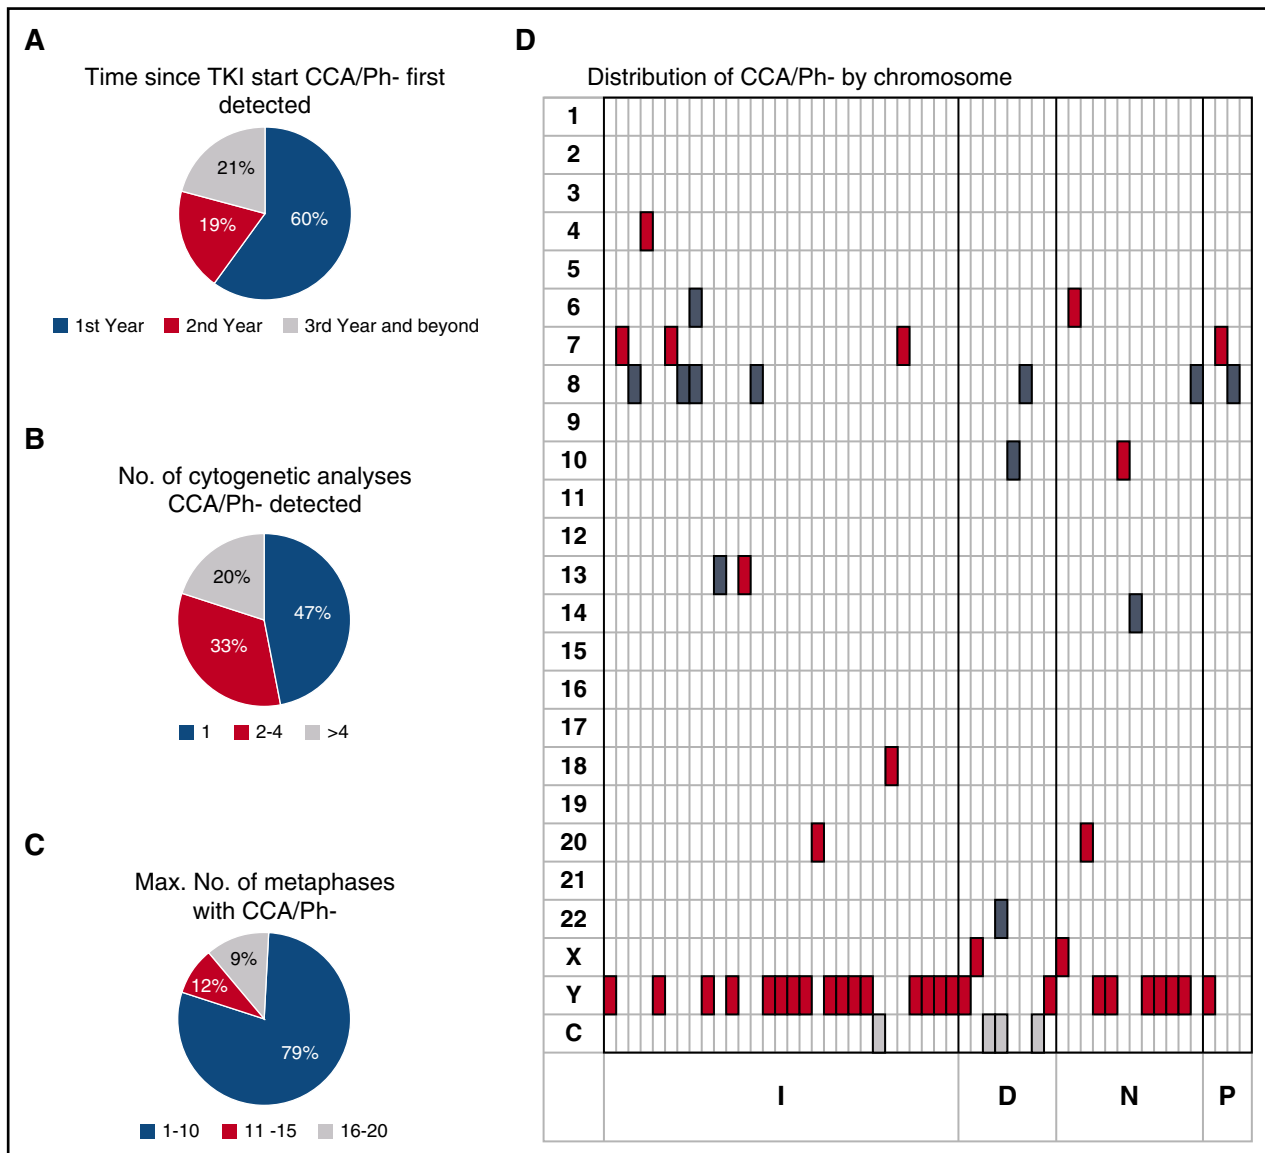 A
Time since TKI start CCA/Ph- first
detected
21%
19%
60%
1st Year 2nd Year 3rd Year and beyond
B
No. of cytogenetic analyses
CCA/Ph- detected
20%
47%
33%
1 2-4 >4
C
Max. No. of metaphases
with CCA/Ph-
9%
12%
79%
1-10 11 -15 16-20
D
Distribution of CCA/Ph- by chromosome
1
2
3
4
5
6
7
8
9
10
11
12
13
14
15
16
17
18
19
20
21
22
X
Y
C
I D N P